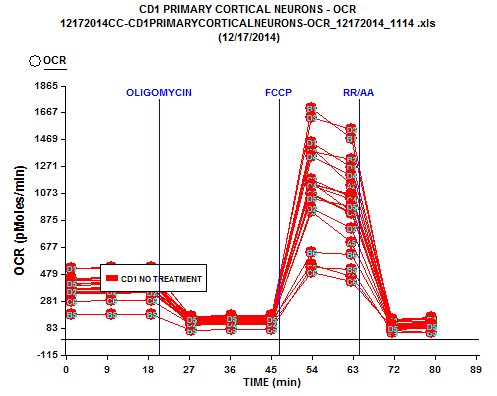 CD1 PRIMARY CORTICAL NEURONS - OCR
12172014CC-CD1PRIMARYCORTICALNEURONS-OCR_12172014_1114 .xls
(12/17/2014)
OCR
OLIGOMYCIN FCCP RR/AA
1865
1667
1469
1271
1073
875
677
479
281
83
-115
OCR (pMoles/min)
CD1 NO TREATMENT
0 9 18 27 36 45 54 63 72 80 89
TIME (min)